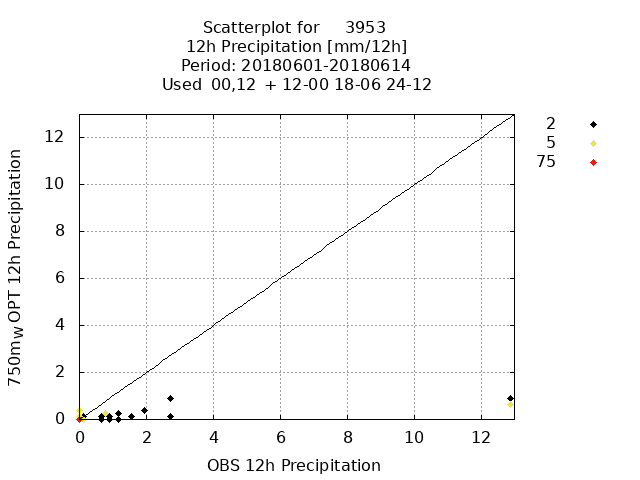 Scatterplot for 3953
12h Precipitation [mm/12h]
Period: 20180601-20180614
Used 00,12 + 12-00 18-06 24-12
2
5
75
12
10
8
6
4
2
0
750m_W OPT 12h Precipitation
0 2 4 6 8 10 12
OBS 12h Precipitation